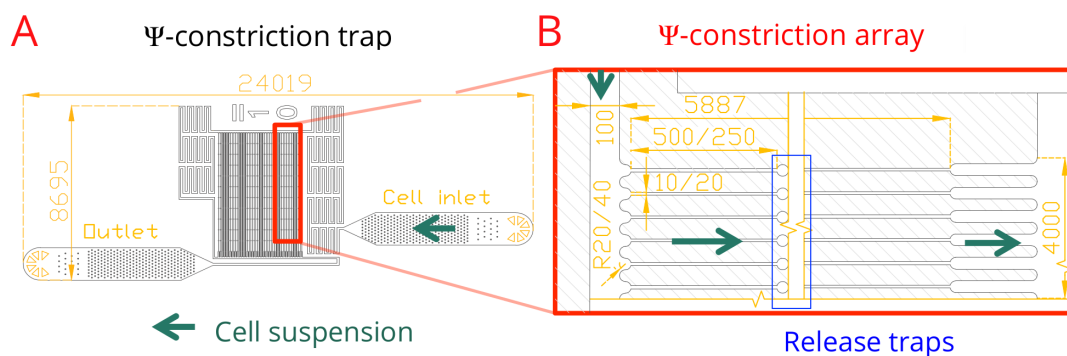 A
Ψ-constriction trap
B
Ψ-constriction array
24019
5887
100
500/250
10
8695
10/20
Cell inlet
Outlet
R20/40
4000
Cell suspension
Release traps